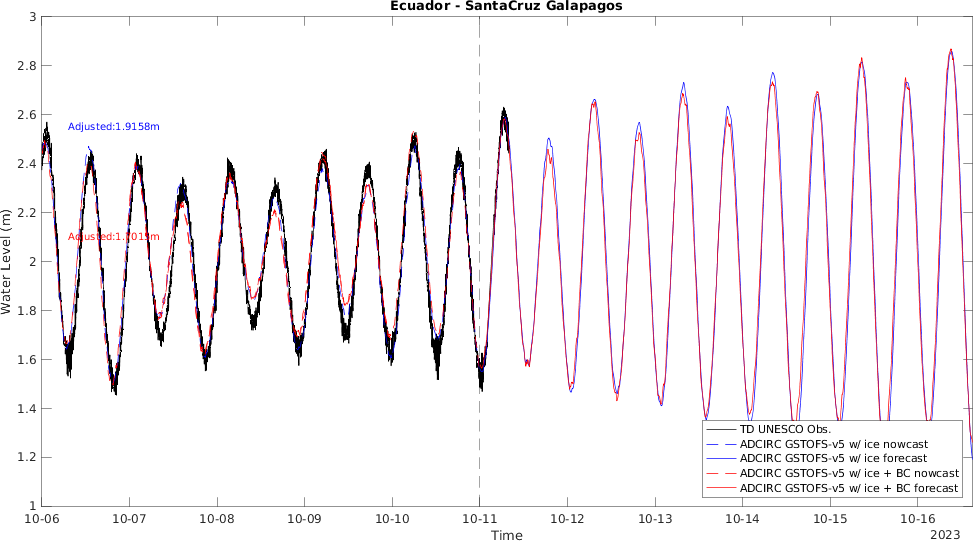 Ecuador - SantaCruz Galapagos
Water Level (m)
3
2.8
2.6
2.4
2.2
2
1.8
1.6
1.4
1.2
1
Adjusted:1.9158m
TD UNESCO Obs.
ADCIRC GSTOFS-v5 w/ ice nowcast
ADCIRC GSTOFS-v5 w/ ice forecast
ADCIRC GSTOFS-v5 w/ ice + BC nowcast
ADCIRC GSTOFS-v5 w/ ice + BC forecast
10-06 10-07 10-08 10-09 10-10 10-11 10-12 10-13 10-14 10-15 10-16
Time
2023